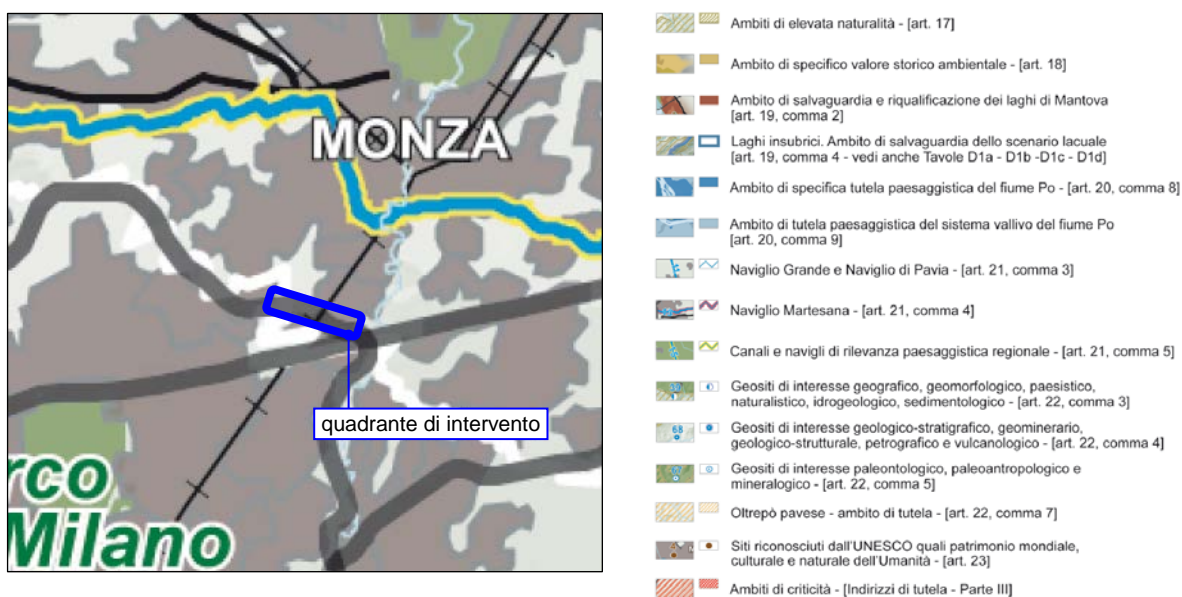 MONZA
quadrante di intervento
rco
Milano
Ambiti di elevata naturalità - [art. 17]
Ambito di specifico valore storico ambientale - [art. 18]
Ambito di salvaguardia e riqualificazione dei laghi di Mantova
[art. 19, comma 2]
Laghi insubrici. Ambito di salvaguardia dello scenario lacuale
[art. 19, comma 4 - vedi anche Tavole D1a - D1b -D1c - D1d]
Ambito di specifica tutela paesaggistica del fiume Po - [art. 20, comma 8]
Ambito di tutela paesaggistica del sistema vallivo del fiume Po
[art. 20, comma 9]
Naviglio Grande e Naviglio di Pavia - [art. 21, comma 3]
Naviglio Martesana - [art. 21, comma 4]
Canali e navigli di rilevanza paesaggistica regionale - [art. 21, comma 5]
Geositi di interesse geografico, geomorfologico, paesistico,
naturalistico, idrogeologico, sedimentologico - [art. 22, comma 3]
68
Geositi di interesse geologico-stratigrafico, geominerario,
geologico-strutturale, petrografico e vulcanologico - [art. 22, comma 4]
Geositi di interesse paleontologico, paleoantropologico e
mineralogico - [art. 22, comma 5]
Oltrepò pavese - ambito di tutela - [art. 22, comma 7]
Siti riconosciuti dall'UNESCO quali patrimonio mondiale,
culturale e naturale dell'Umanità - [art. 23]
Ambiti di criticità - [Indirizzi di tutela - Parte III]